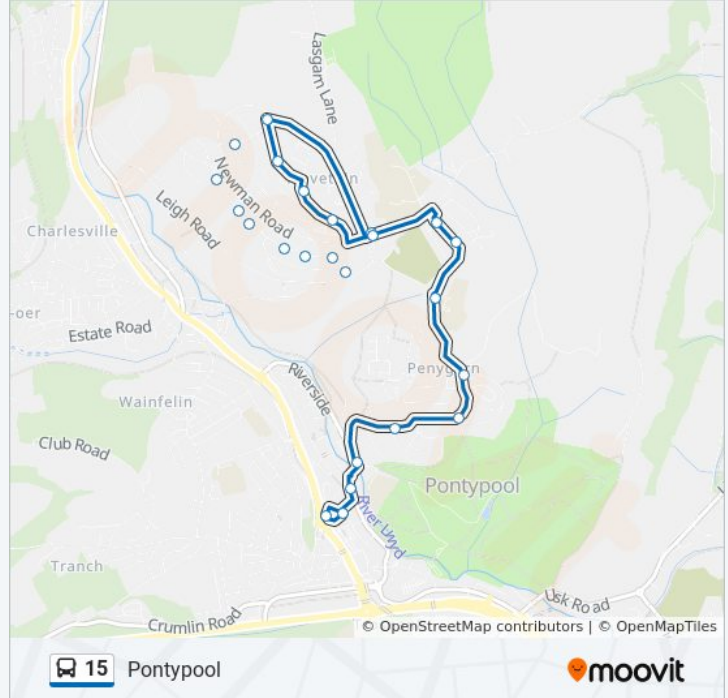 Lasgarn Lane
Newman Road
Leigh Road
Charlesville
Estate Road
Penygarn
Riverside
Wainfelin
Club Road
Pontypool
River Lwyd
Tranch
Usk Road
Crumlin Road
© OpenStreetMap contributors | © OpenMapTiles
15 Pontypool
moovit